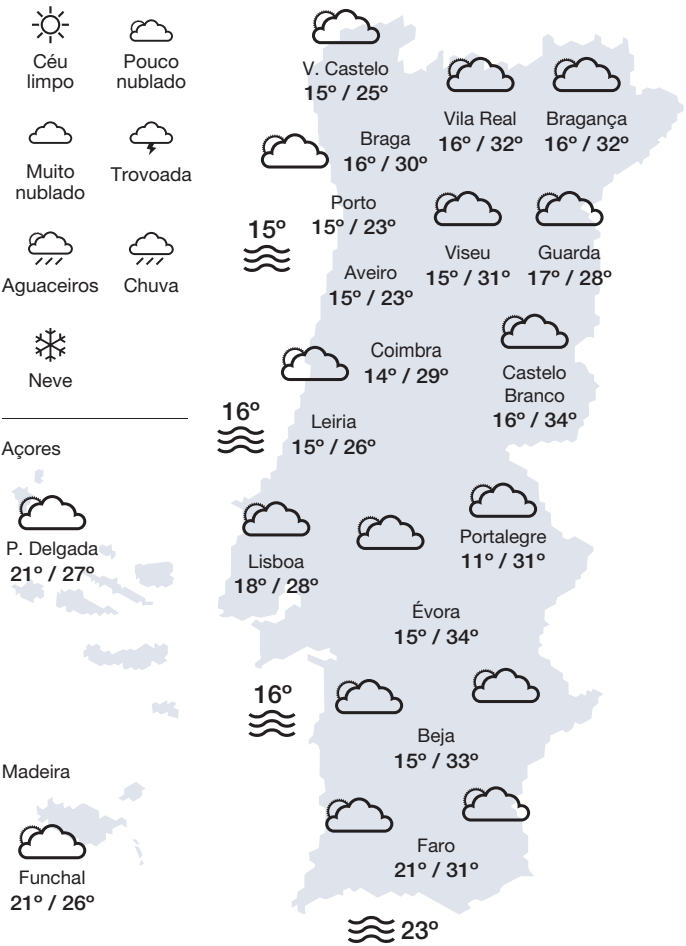 Céu
limpo
Pouco
nublado
Muito
nublado
Trovoada
Aguaceiros
Chuva
Neve
Açores
P. Delgada
21º / 27º
Madeira
Funchal
21º / 26º
V. Castelo
15º / 25º
Vila Real
16º / 32º
Bragança
16º / 32º
Braga
16º / 30º
Porto
15º / 23º
15º
Viseu
15º / 31º
Guarda
17º / 28º
Aveiro
15º / 23º
Coimbra
14º / 29º
Castelo
Branco
16º / 34º
16º
Leiria
15º / 26º
Lisboa
18º / 28º
Portalegre
11º / 31º
Évora
15º / 34º
16º
Beja
15º / 33º
Faro
21º / 31º
23º